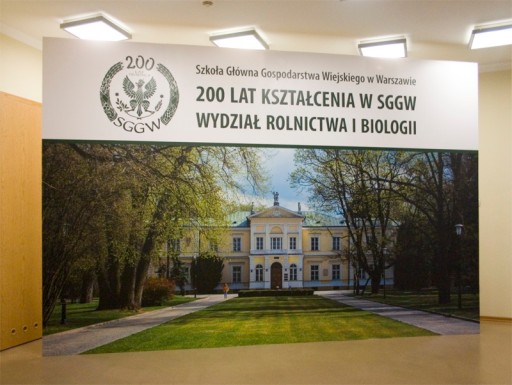 200
SGGW
Szkoła Główna Gospodarstwa Wiejskiego w Warszawie
200 LAT KSZTAŁCENIA W SGGW
WYDZIAŁ ROLNICTWA I BIOLOGII